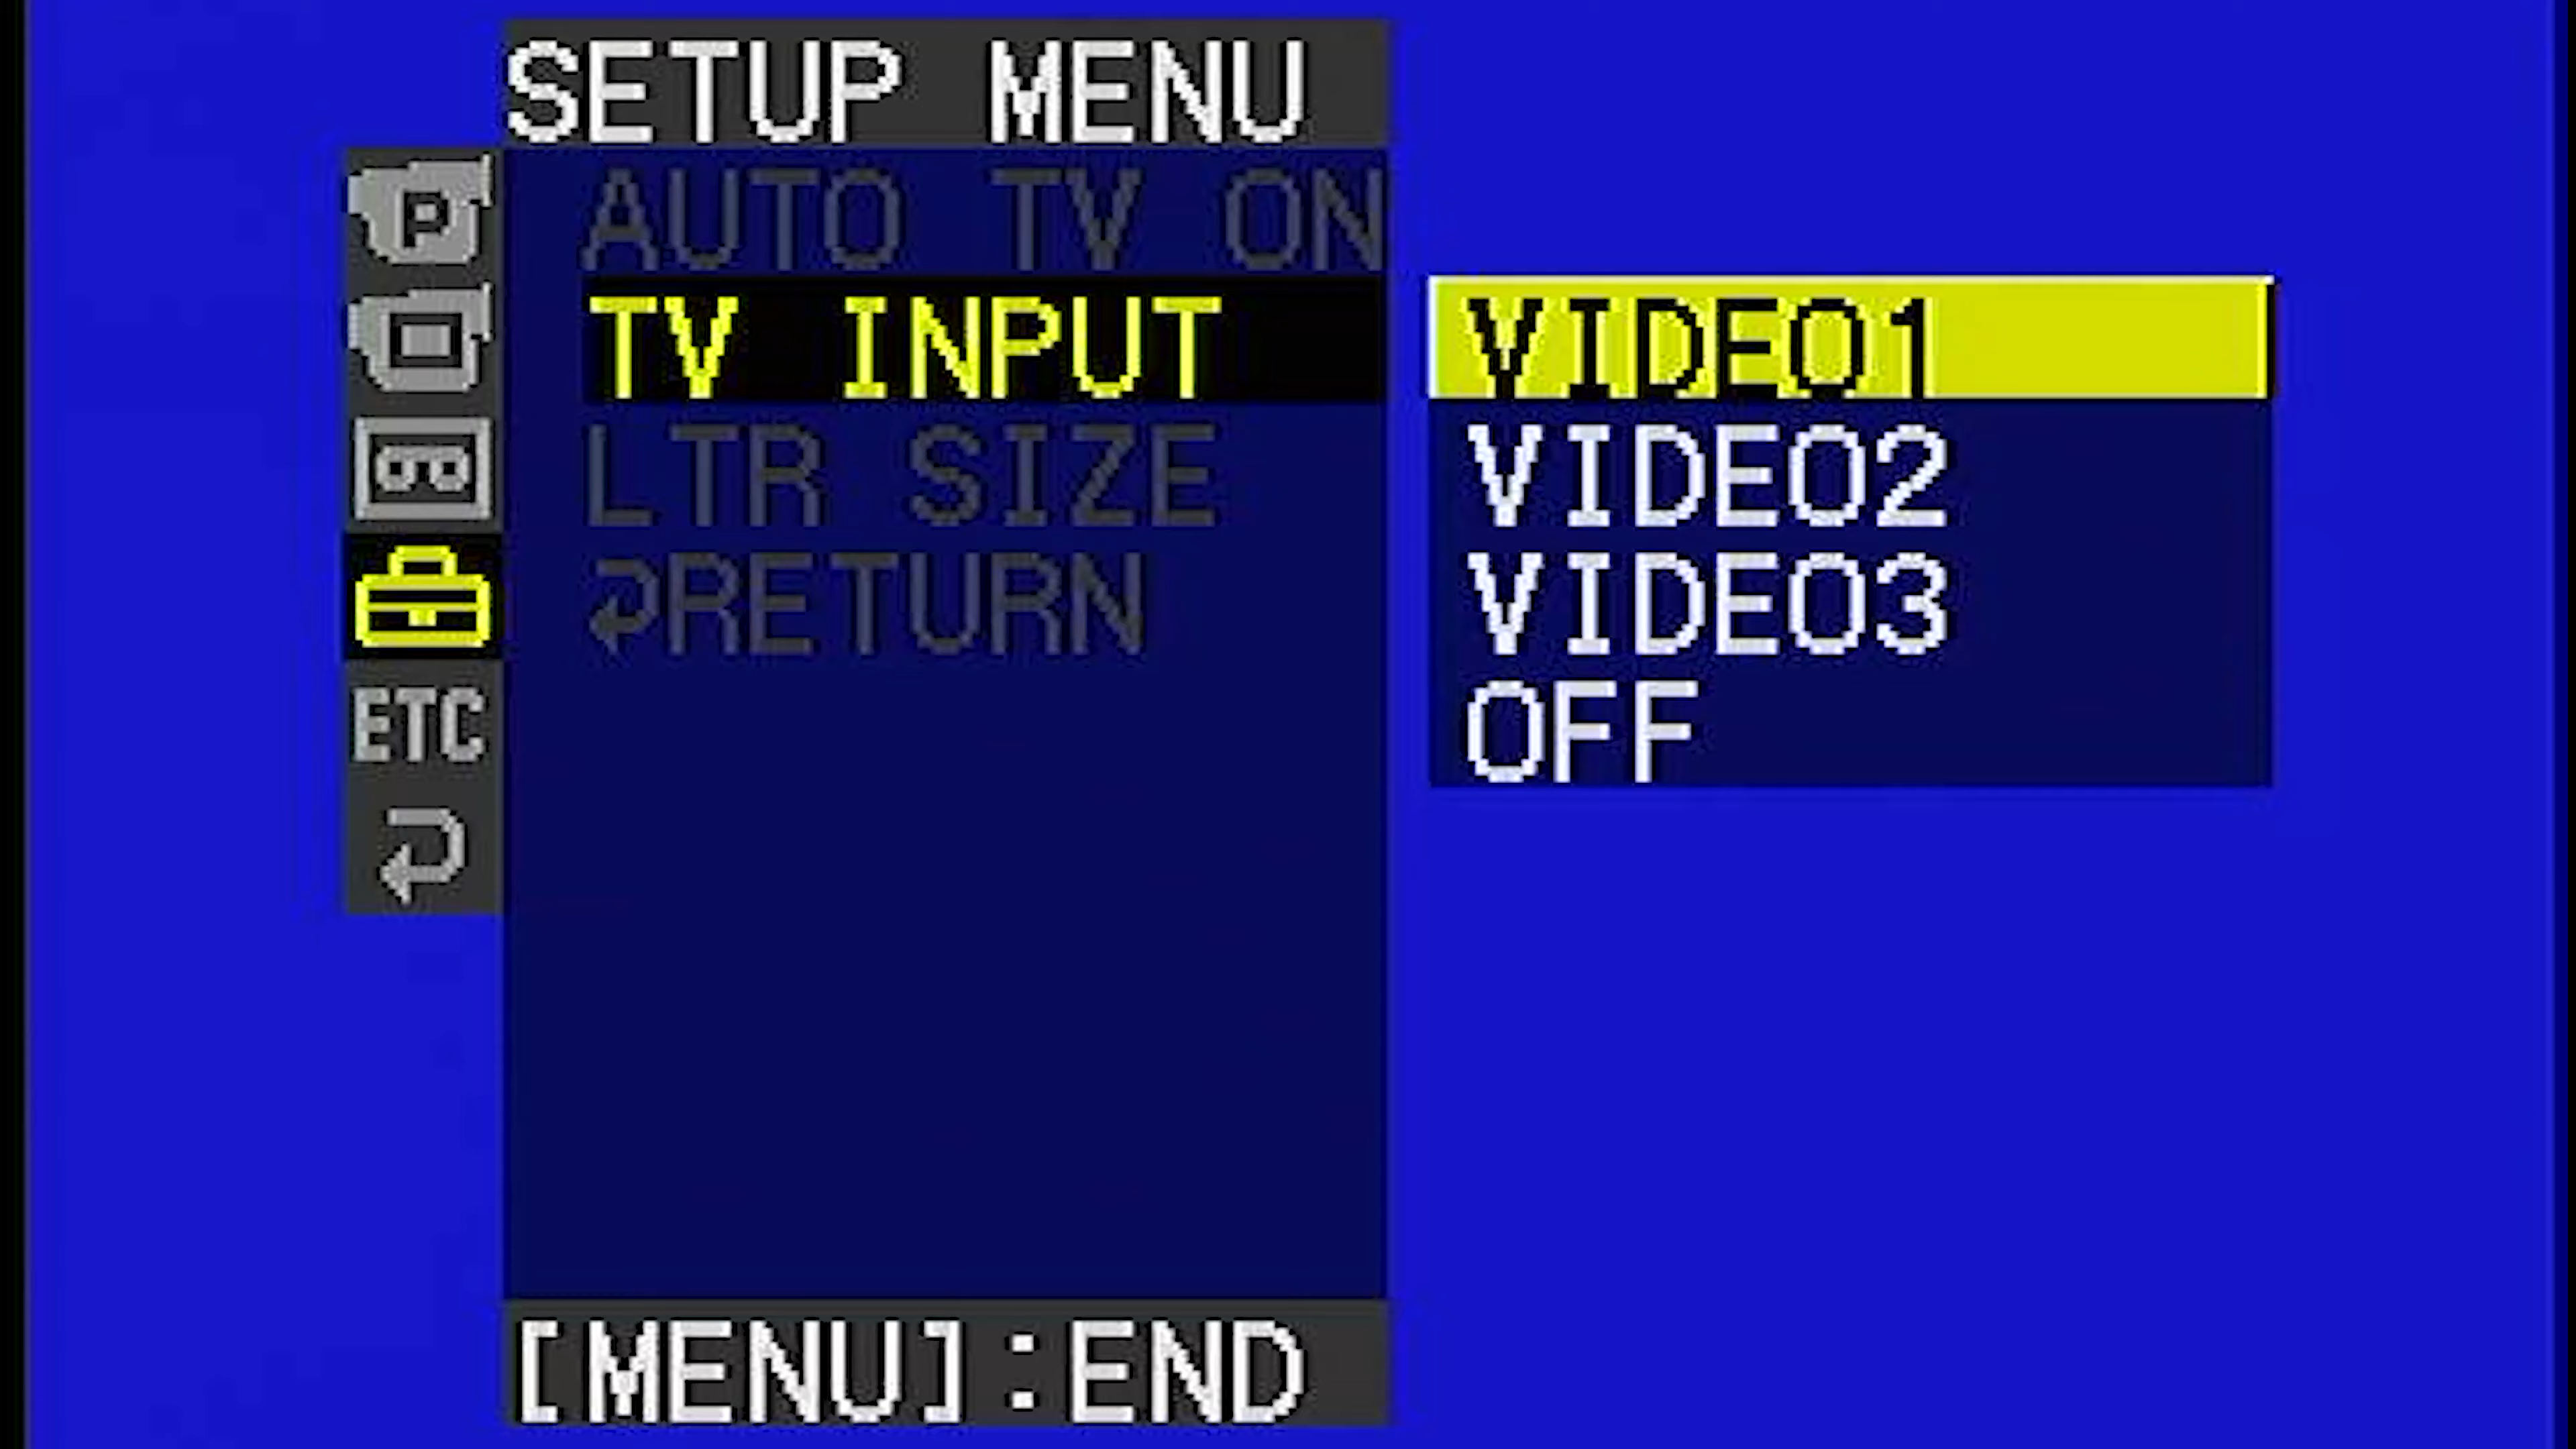 SETUP MENU
P
AUTO TV ON
TV INPUT
VIDEO1
LTR SIZE
VIDEO2
RETURN
VIDEO3
ETC
OFF
[MENU]:END